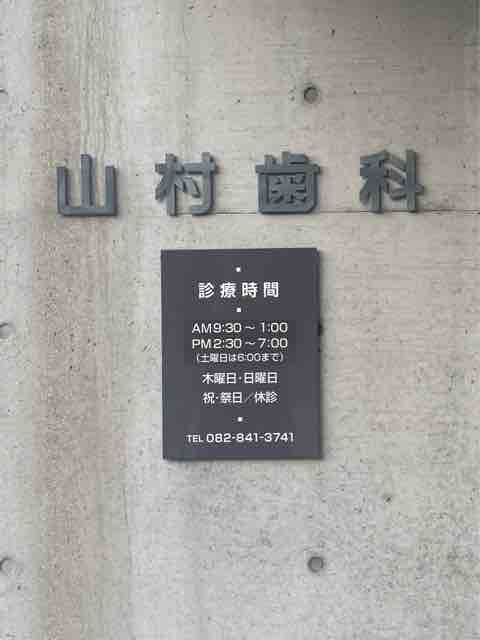 山村歯科
診療時間
AM9:30～1:00
PM2:30～7:00
(土曜日は6:00まで)
木曜日・日曜日
祝・祭日／休診
TEL 082-841-3741